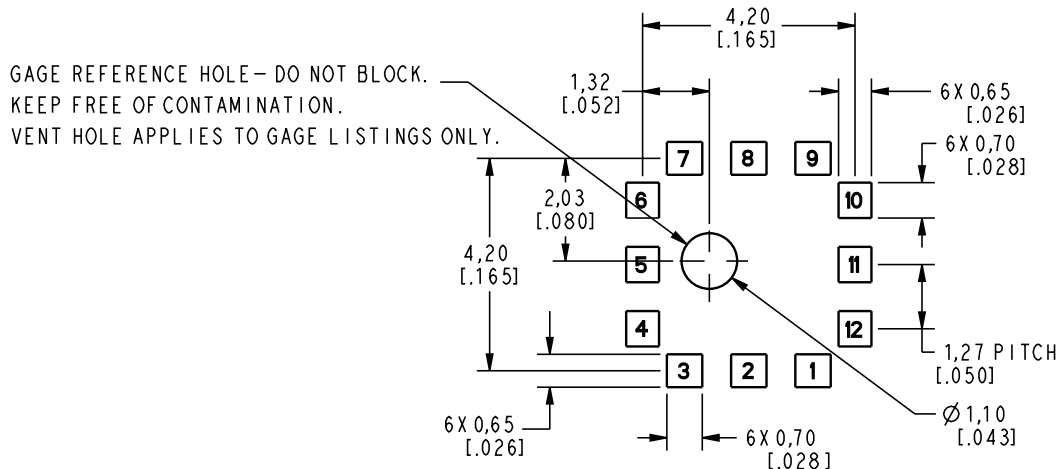 4,20
[.165]
GAGE REFERENCE HOLE – DO NOT BLOCK.
KEEP FREE OF CONTAMINATION.
VENT HOLE APPLIES TO GAGE LISTINGS ONLY.
1,32
[.052]
6X 0,65
[.026]
6X 0,70
[.028]
7 8 9
6
10
2,03
[.080]
4,20
[.165]
5
11
4
12
1,27 PITCH
[.050]
3 2 1
6X 0,65
[.026]
6X 0,70
[.028]
Ø 1,10
[.043]